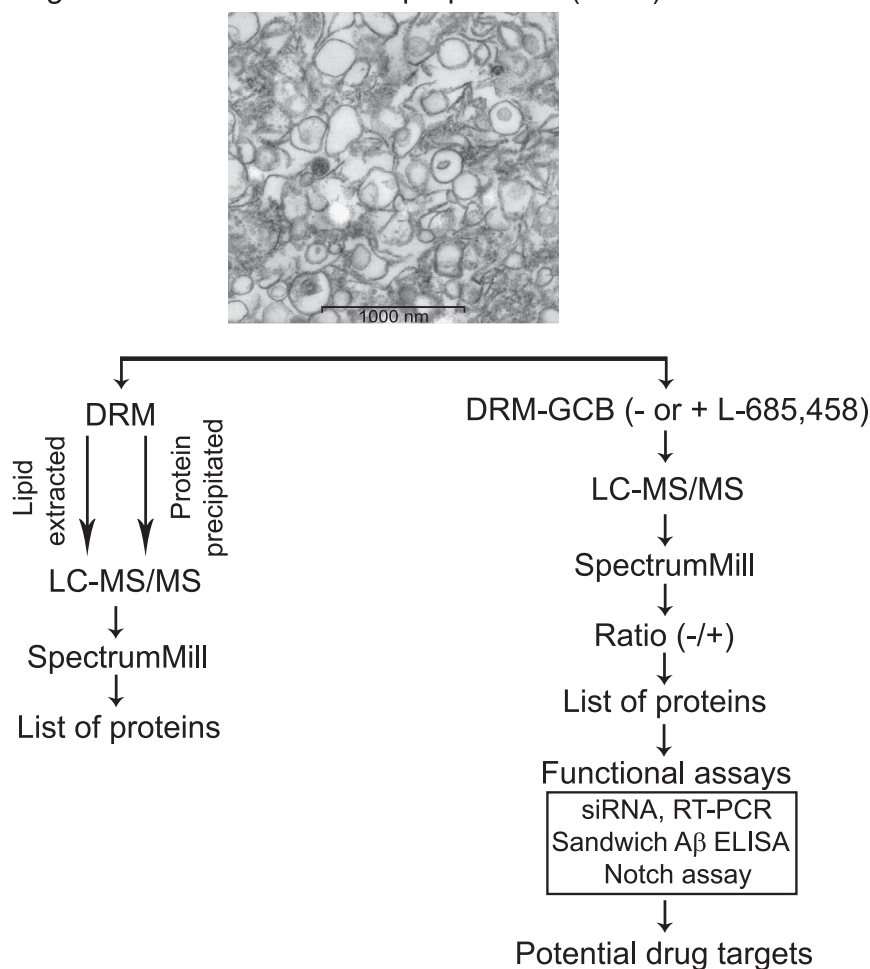 1000 nm
DRM
Lipid
extracted
Protein
precipitated
LC-MS/MS
SpectrumMill
List of proteins
DRM-GCB (- or + L-685,458)
LC-MS/MS
SpectrumMill
Ratio (-/+)
List of proteins
Functional assays
siRNA, RT-PCR
Sandwich Aβ ELISA
Notch assay
Potential drug targets